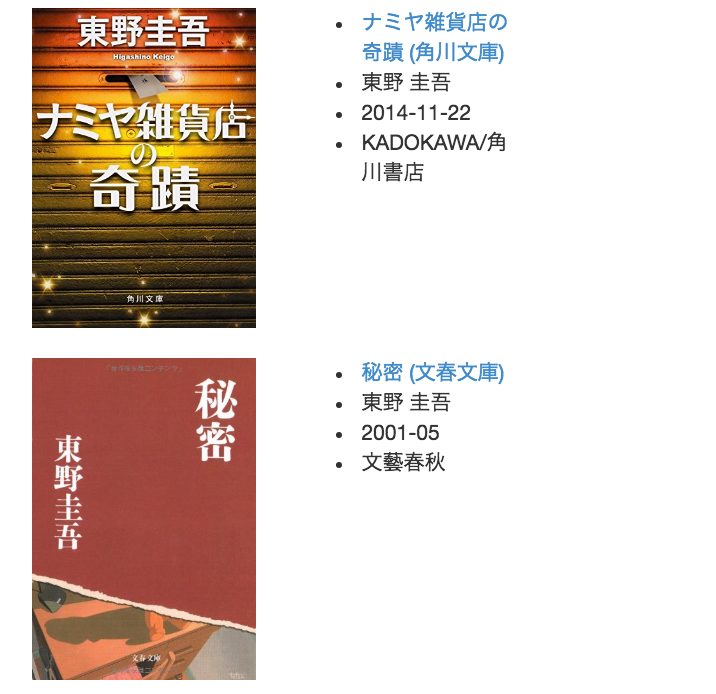 東野圭吾
Higashino Keigo
ナミヤ雑貨店
の
奇蹟
角川文庫
ナミヤ雑貨店の
奇蹟 (角川文庫)
東野 圭吾
2014-11-22
KADOKAWA/角
川書店
秘密
東野圭吾
文春文庫
秘密 (文春文庫)
東野 圭吾
2001-05
文藝春秋